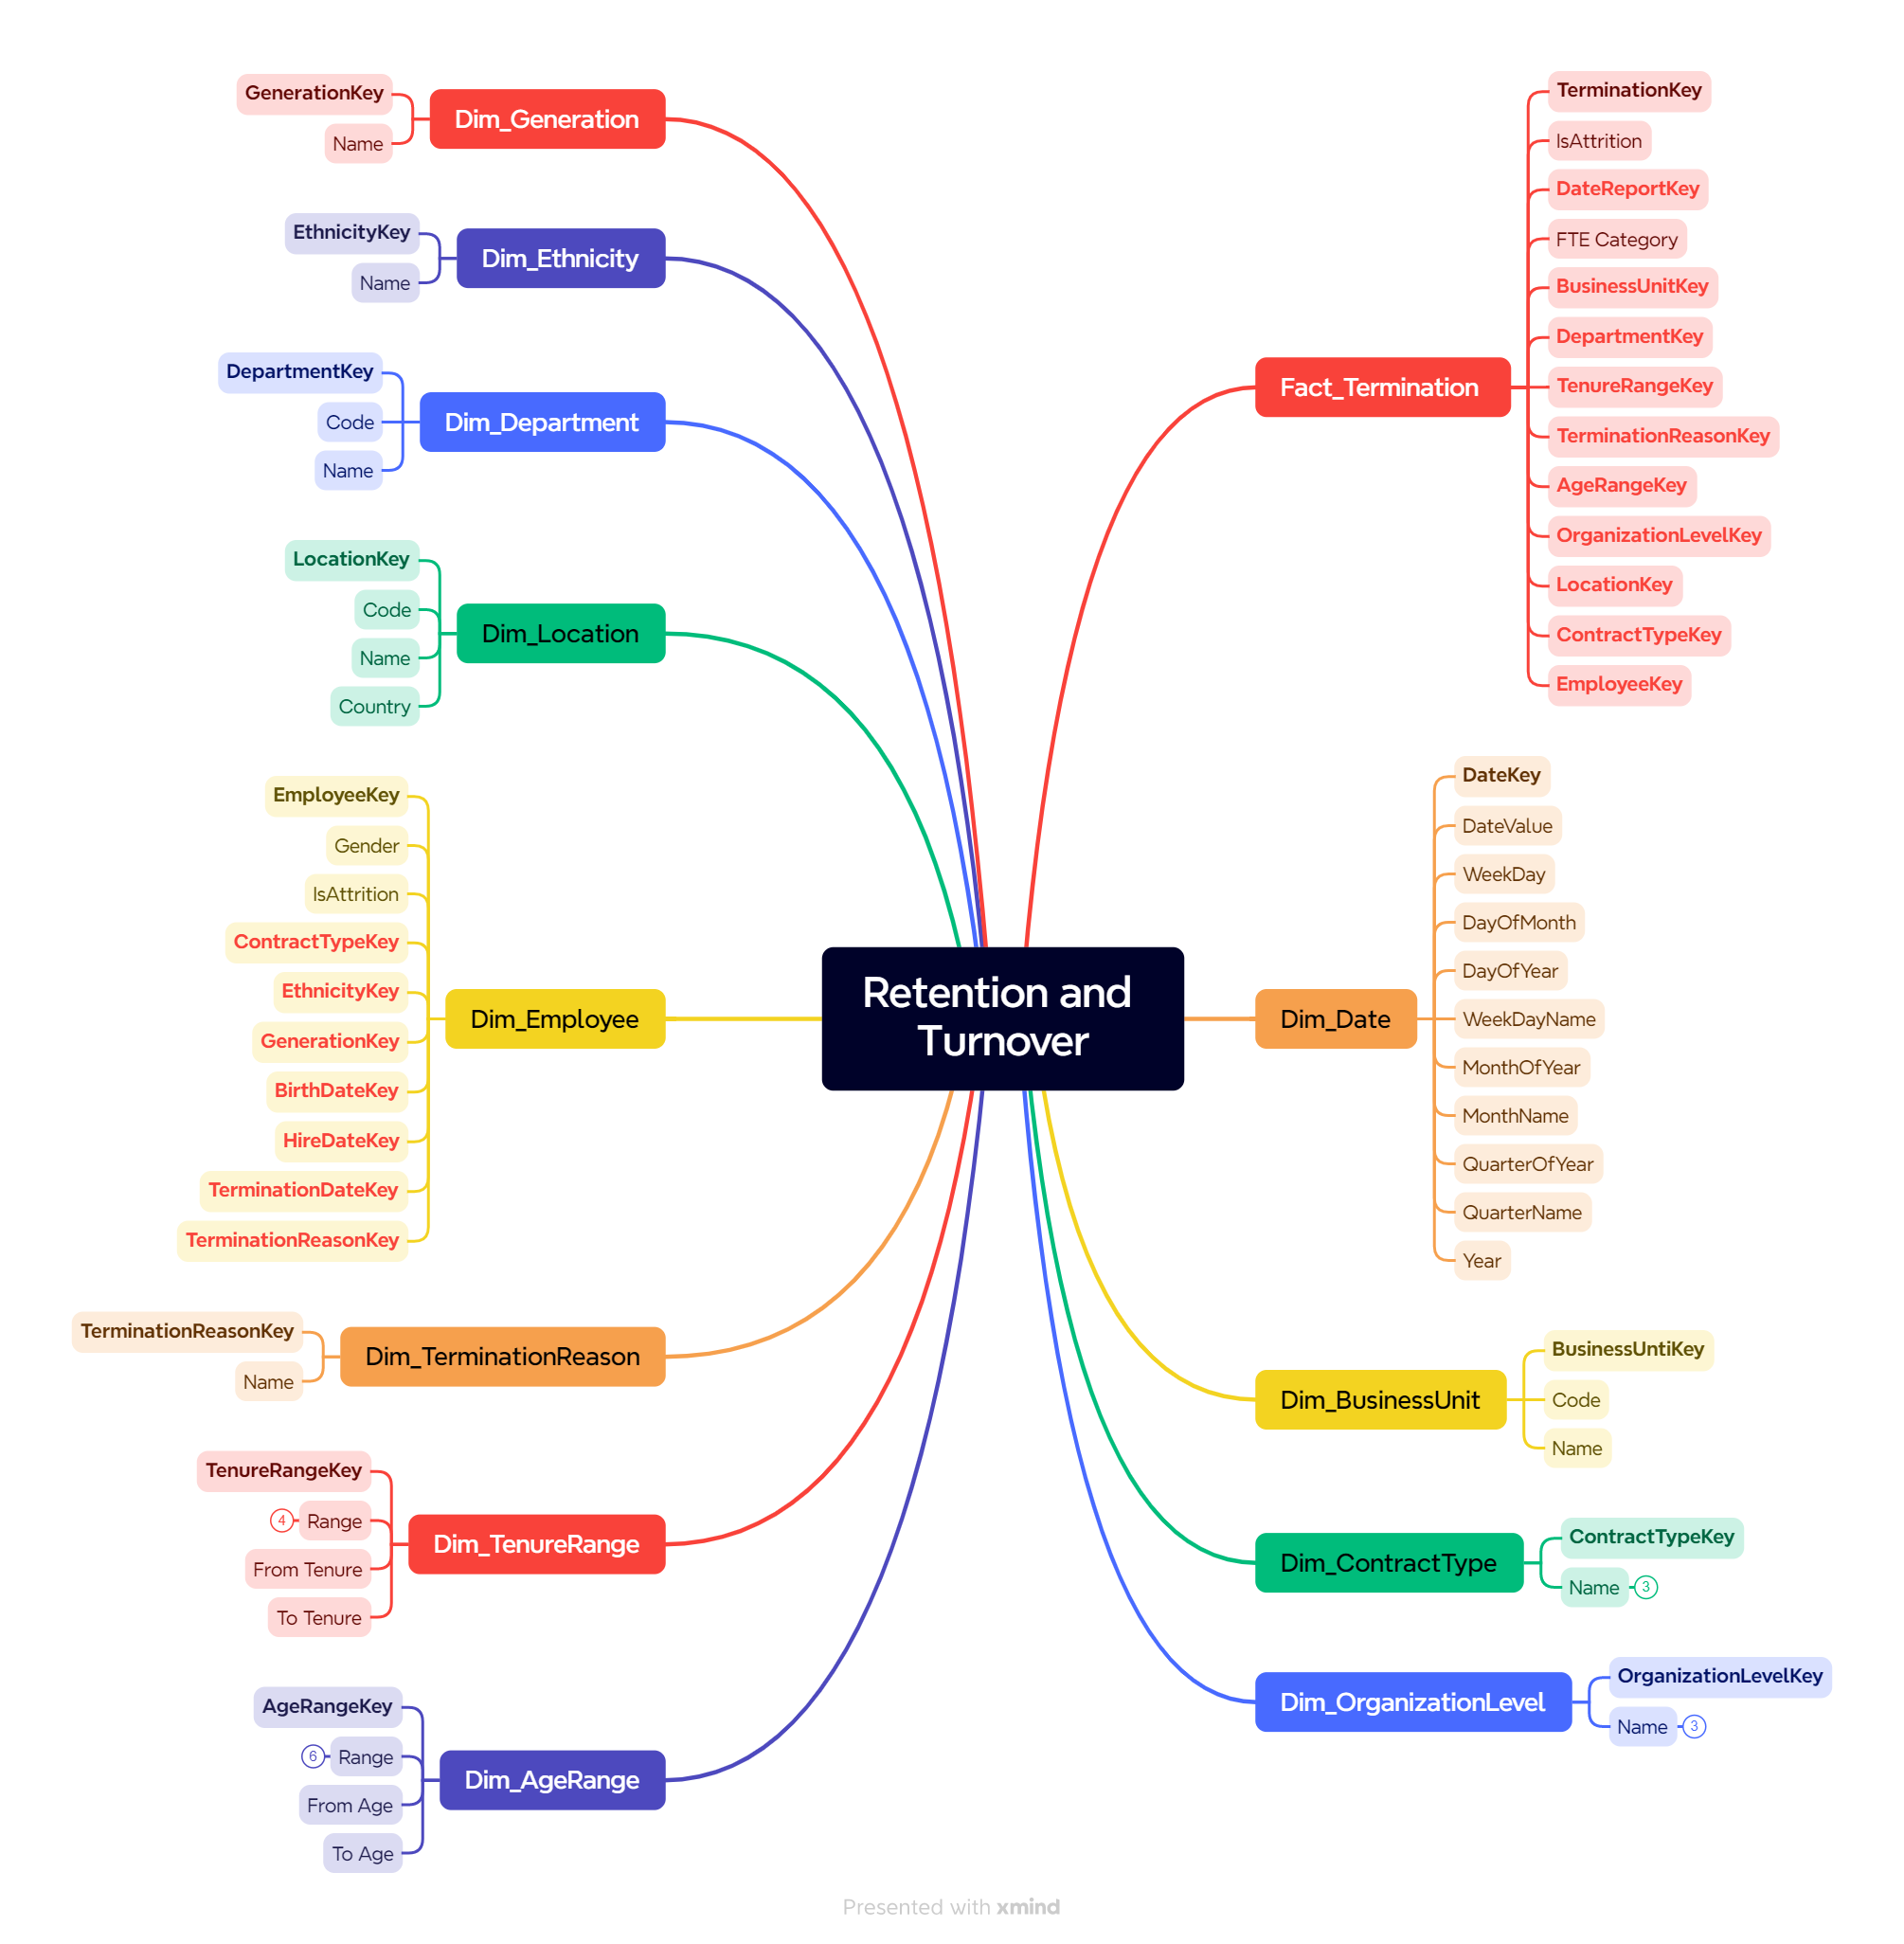 Retention and
Turnover
Fact_Termination
TerminationKey
IsAttrition
DateReportKey
FTE Category
BusinessUnitKey
DepartmentKey
TenureRangeKey
TerminationReasonKey
AgeRangeKey
OrganizationLevelKey
LocationKey
ContractTypeKey
EmployeeKey
Dim_Date
DateKey
DateValue
WeekDay
DayOfMonth
DayOfYear
WeekDayName
MonthOfYear
MonthName
QuarterOfYear
QuarterName
Year
Dim_BusinessUnit
BusinessUntiKey
Code
Name
Dim_ContractType
ContractTypeKey
Name
3
Dim_OrganizationLevel
OrganizationLevelKey
Name
3
Dim_Generation
GenerationKey
Name
Dim_Ethnicity
EthnicityKey
Name
Dim_Department
DepartmentKey
Code
Name
Dim_Location
LocationKey
Code
Name
Country
Dim_Employee
EmployeeKey
Gender
IsAttrition
ContractTypeKey
EthnicityKey
GenerationKey
BirthDateKey
HireDateKey
TerminationDateKey
TerminationReasonKey
Dim_TerminationReason
TerminationReasonKey
Name
Dim_TenureRange
TenureRangeKey
4
Range
From Tenure
To Tenure
Dim_AgeRange
AgeRangeKey
6
Range
From Age
To Age
Presented with xmind